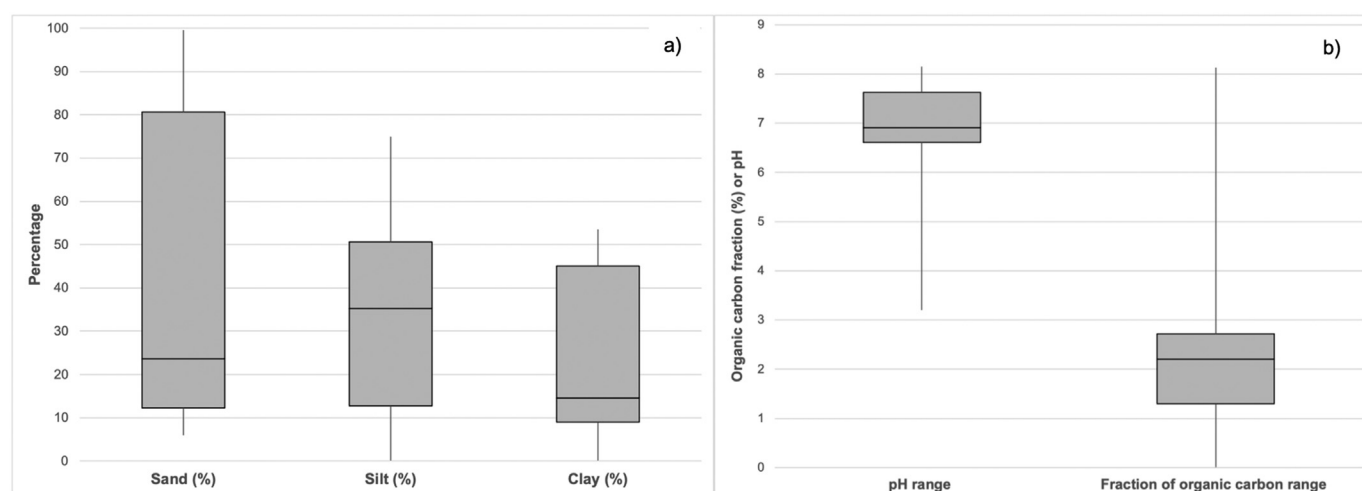 a)
Percentage
100
90
80
70
60
50
40
30
20
10
0
Sand (%)
Silt (%)
Clay (%)
b)
Organic carbon fraction (%) or pH
9
8
7
6
5
4
3
2
1
0
pH range
Fraction of organic carbon range